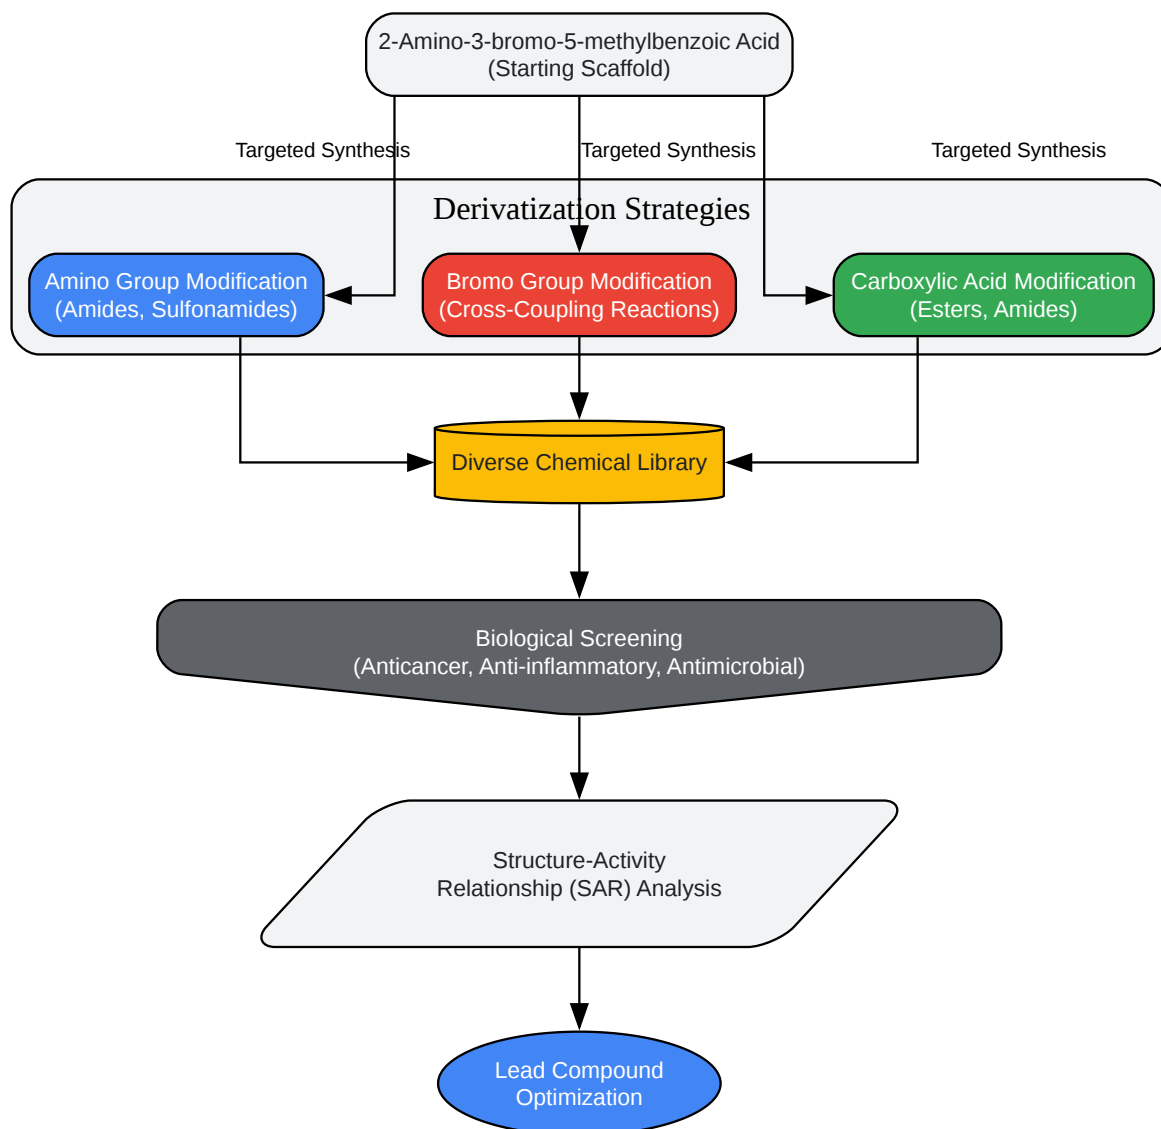 2-Amino-3-bromo-5-methylbenzoic Acid
(Starting Scaffold)
Targeted Synthesis
Targeted Synthesis
Targeted Synthesis
Derivatization Strategies
Amino Group Modification
(Amides, Sulfonamides)
Bromo Group Modification
(Cross-Coupling Reactions)
Carboxylic Acid Modification
(Esters, Amides)
Diverse Chemical Library
Biological Screening
(Anticancer, Anti-inflammatory, Antimicrobial)
Structure-Activity
Relationship (SAR) Analysis
Lead Compound
Optimization